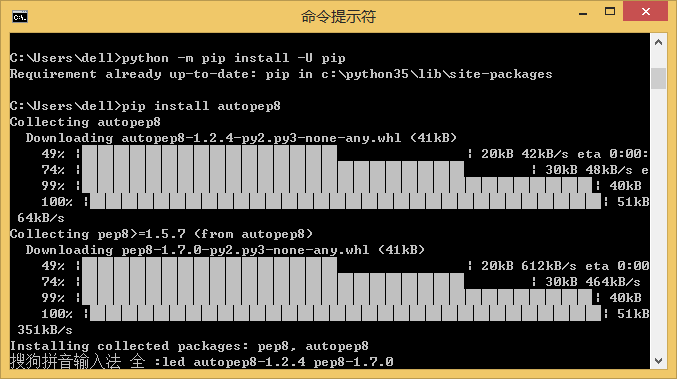 命令提示符
C:\Users\dell>python -m pip install -U pip
Requirement already up-to-date: pip in c:\python35\lib\site-packages
C:\Users\dell>pip install autopep8
Collecting autopep8
Downloading autopep8-1.2.4-py2.py3-none-any.whl (41kB)
49% | | 20kB 42kB/s eta 0:00:
74% | | 30kB 48kB/s e
99% | | 40kB
100% | | 51kB
64kB/s
Collecting pep8>=1.5.7 (from autopep8)
Downloading pep8-1.7.0-py2.py3-none-any.whl (41kB)
49% | | 20kB 612kB/s eta 0:00
74% | | 30kB 464kB/s e
99% | | 40kB
100% | | 51kB
351kB/s
Installing collected packages: pep8, autopep8
搜狗拼音输入法 全 :led autopep8-1.2.4 pep8-1.7.0